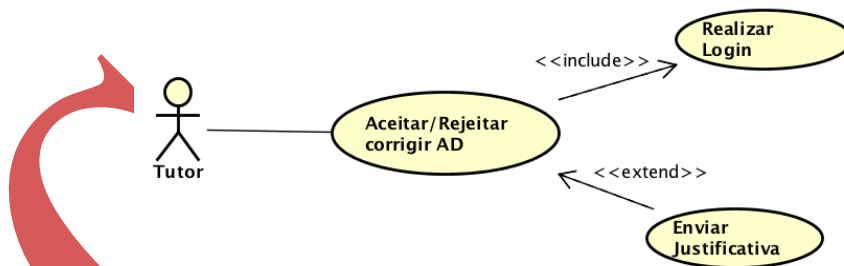 Realizar
Login
<<include>>
Aceitar/Rejeitar
corrigir AD
Tutor
<<extend>>
Enviar
Justificativa